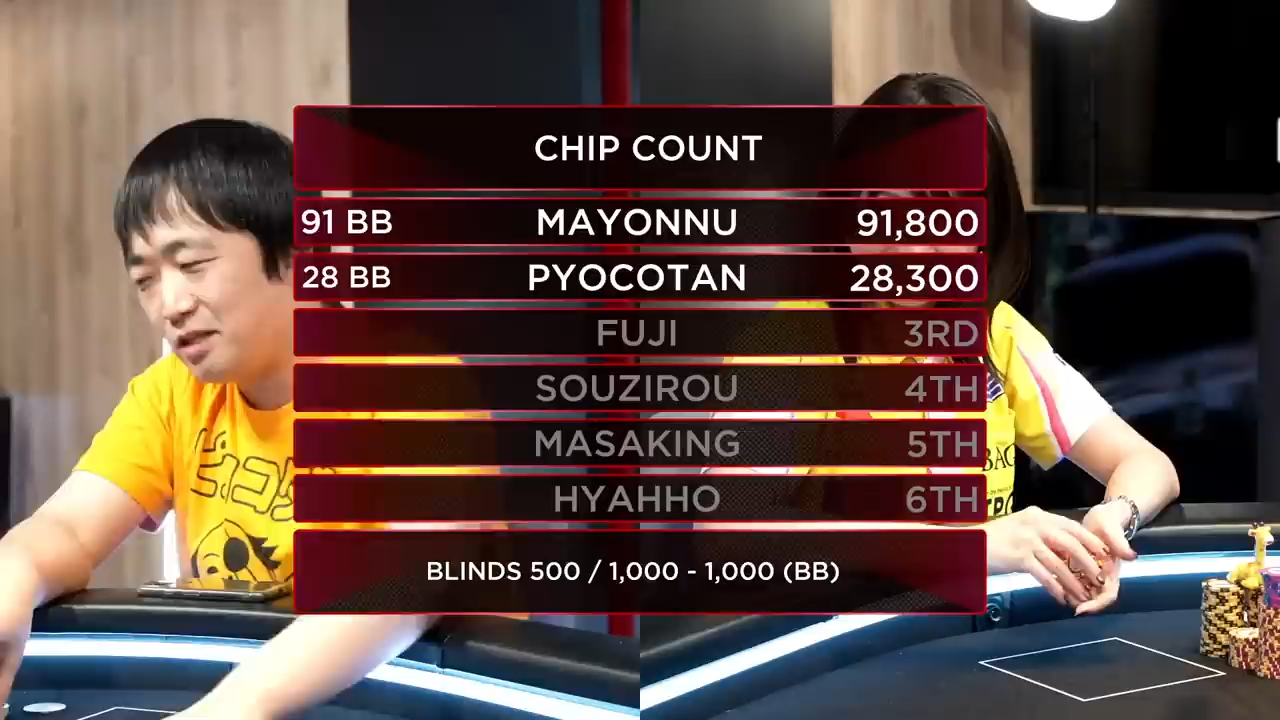 CHIP COUNT
91 BB MAYONNU 91,800
28 BB PYOCOTAN 28,300
FUJI 3RD
SOUZIROU 4TH
MASAKING 5TH
HYAHHO 6TH
BLINDS 500 / 1,000 - 1,000 (BB)